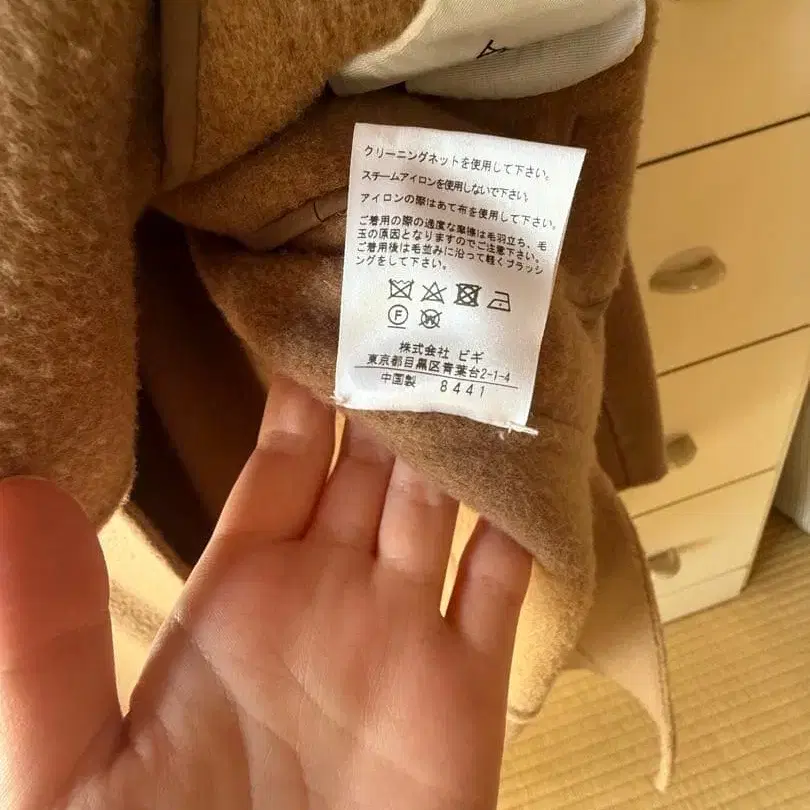 クリーニングネットを使用して下さい。
スチームアイロンを使用しないで下さい。
アイロンの際はあて布を使用して下さい。
ご着用の際の過度な摩擦は毛羽立ち、毛
玉の原因となりますのでご注意下さい。
ご着用後は毛並みに沿って軽くブラッシ
ングをして下さい。
F W
株式会社 ビギ
東京都目黒区青葉台2-1-4
中国製 8441